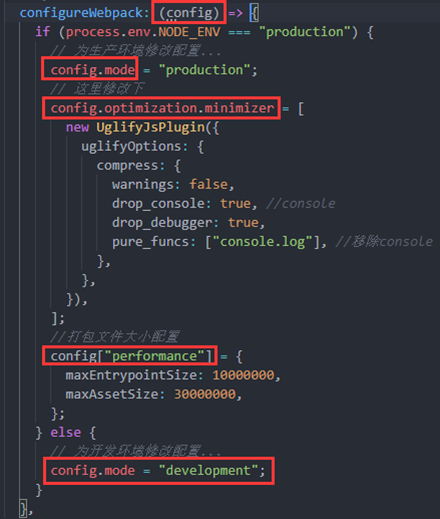 configureWebpack: (config) => {
if (process.env.NODE_ENV === "production") {
// 为生产环境修改配置...
config.mode = "production";
// 这里修改下
config.optimization.minimizer = [
new UglifyJsPlugin({
uglifyOptions: {
compress: {
warnings: false,
drop_console: true, //console
drop_debugger: true,
pure_funcs: ["console.log"], //移除console
},
},
}),
];
//打包文件大小配置
config["performance"] = {
maxEntrypointSize: 10000000,
maxAssetSize: 30000000,
};
} else {
// 为开发环境修改配置...
config.mode = "development";
}
},